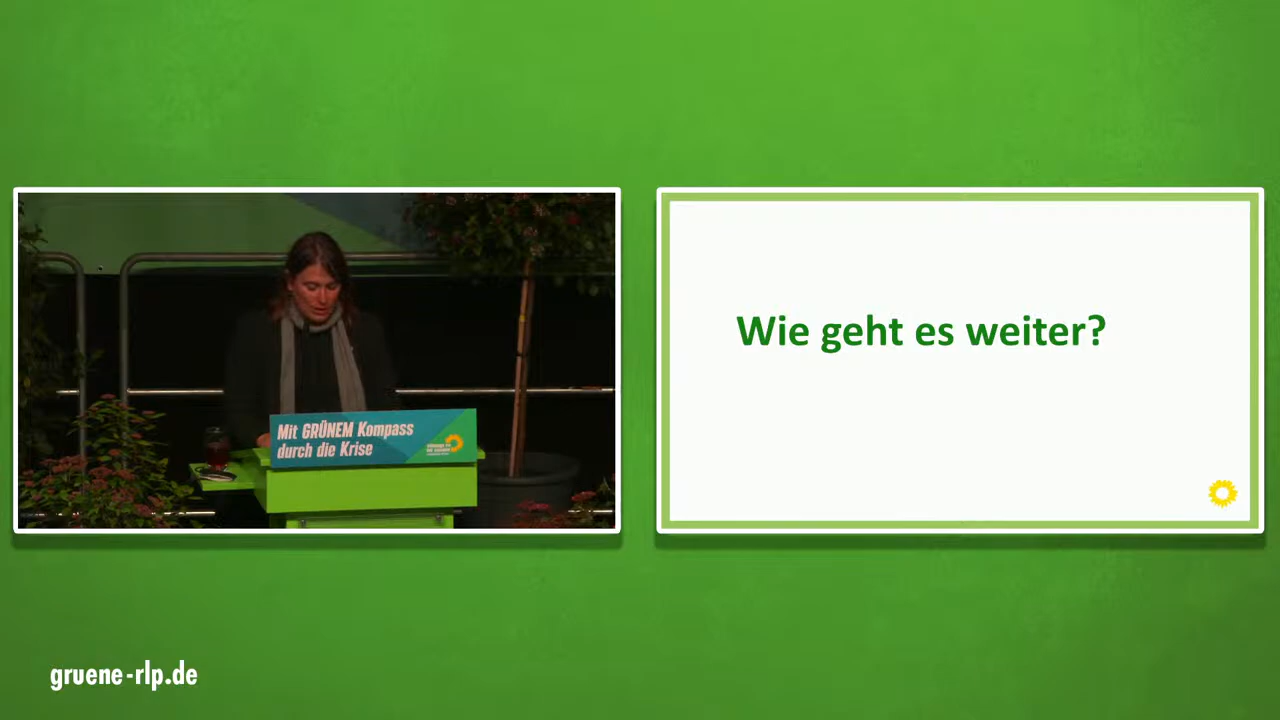 Mit GRÜNEM Kompass
durch die Krise
Wie geht es weiter?
gruene-rlp.de